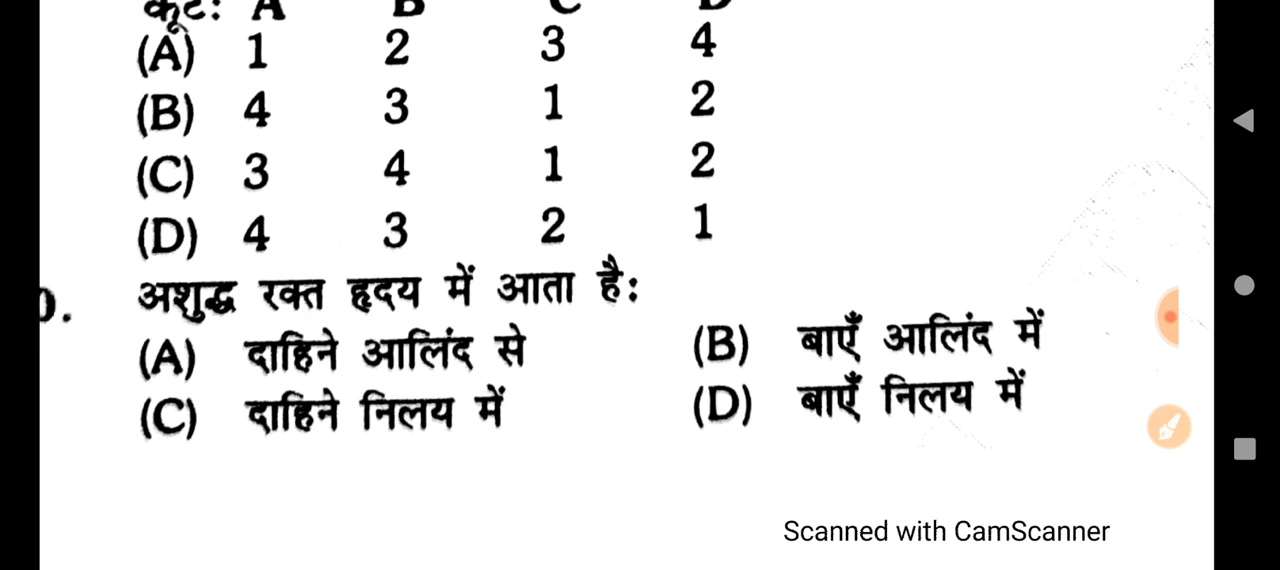 कूटः A B C D
(A) 1 2 3 4
(B) 4 3 1 2
(C) 3 4 1 2
(D) 4 3 2 1
अशुद्ध रक्त हृदय में आता हैः
(A) दाहिने आलिंद से (B) बाएँ आलिंद में
(C) दाहिने निलय में (D) बाएँ निलय में
Scanned with CamScanner